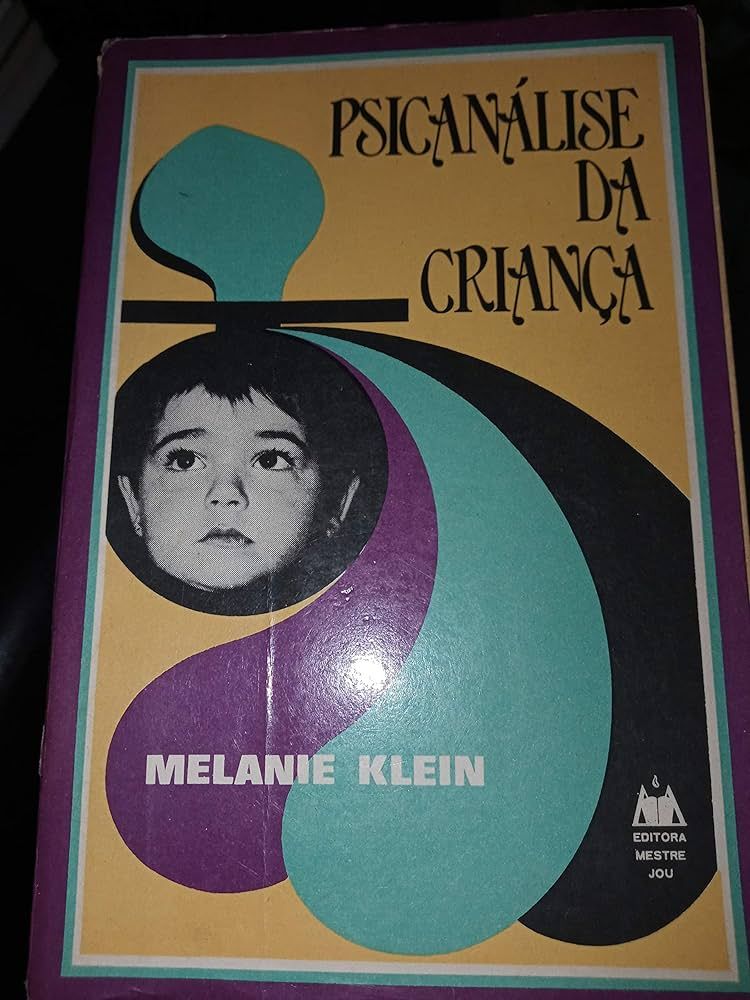 PSICANÁLISE
DA
CRIANÇA
MELANIE KLEIN
EDITORA
MESTRE
JOU